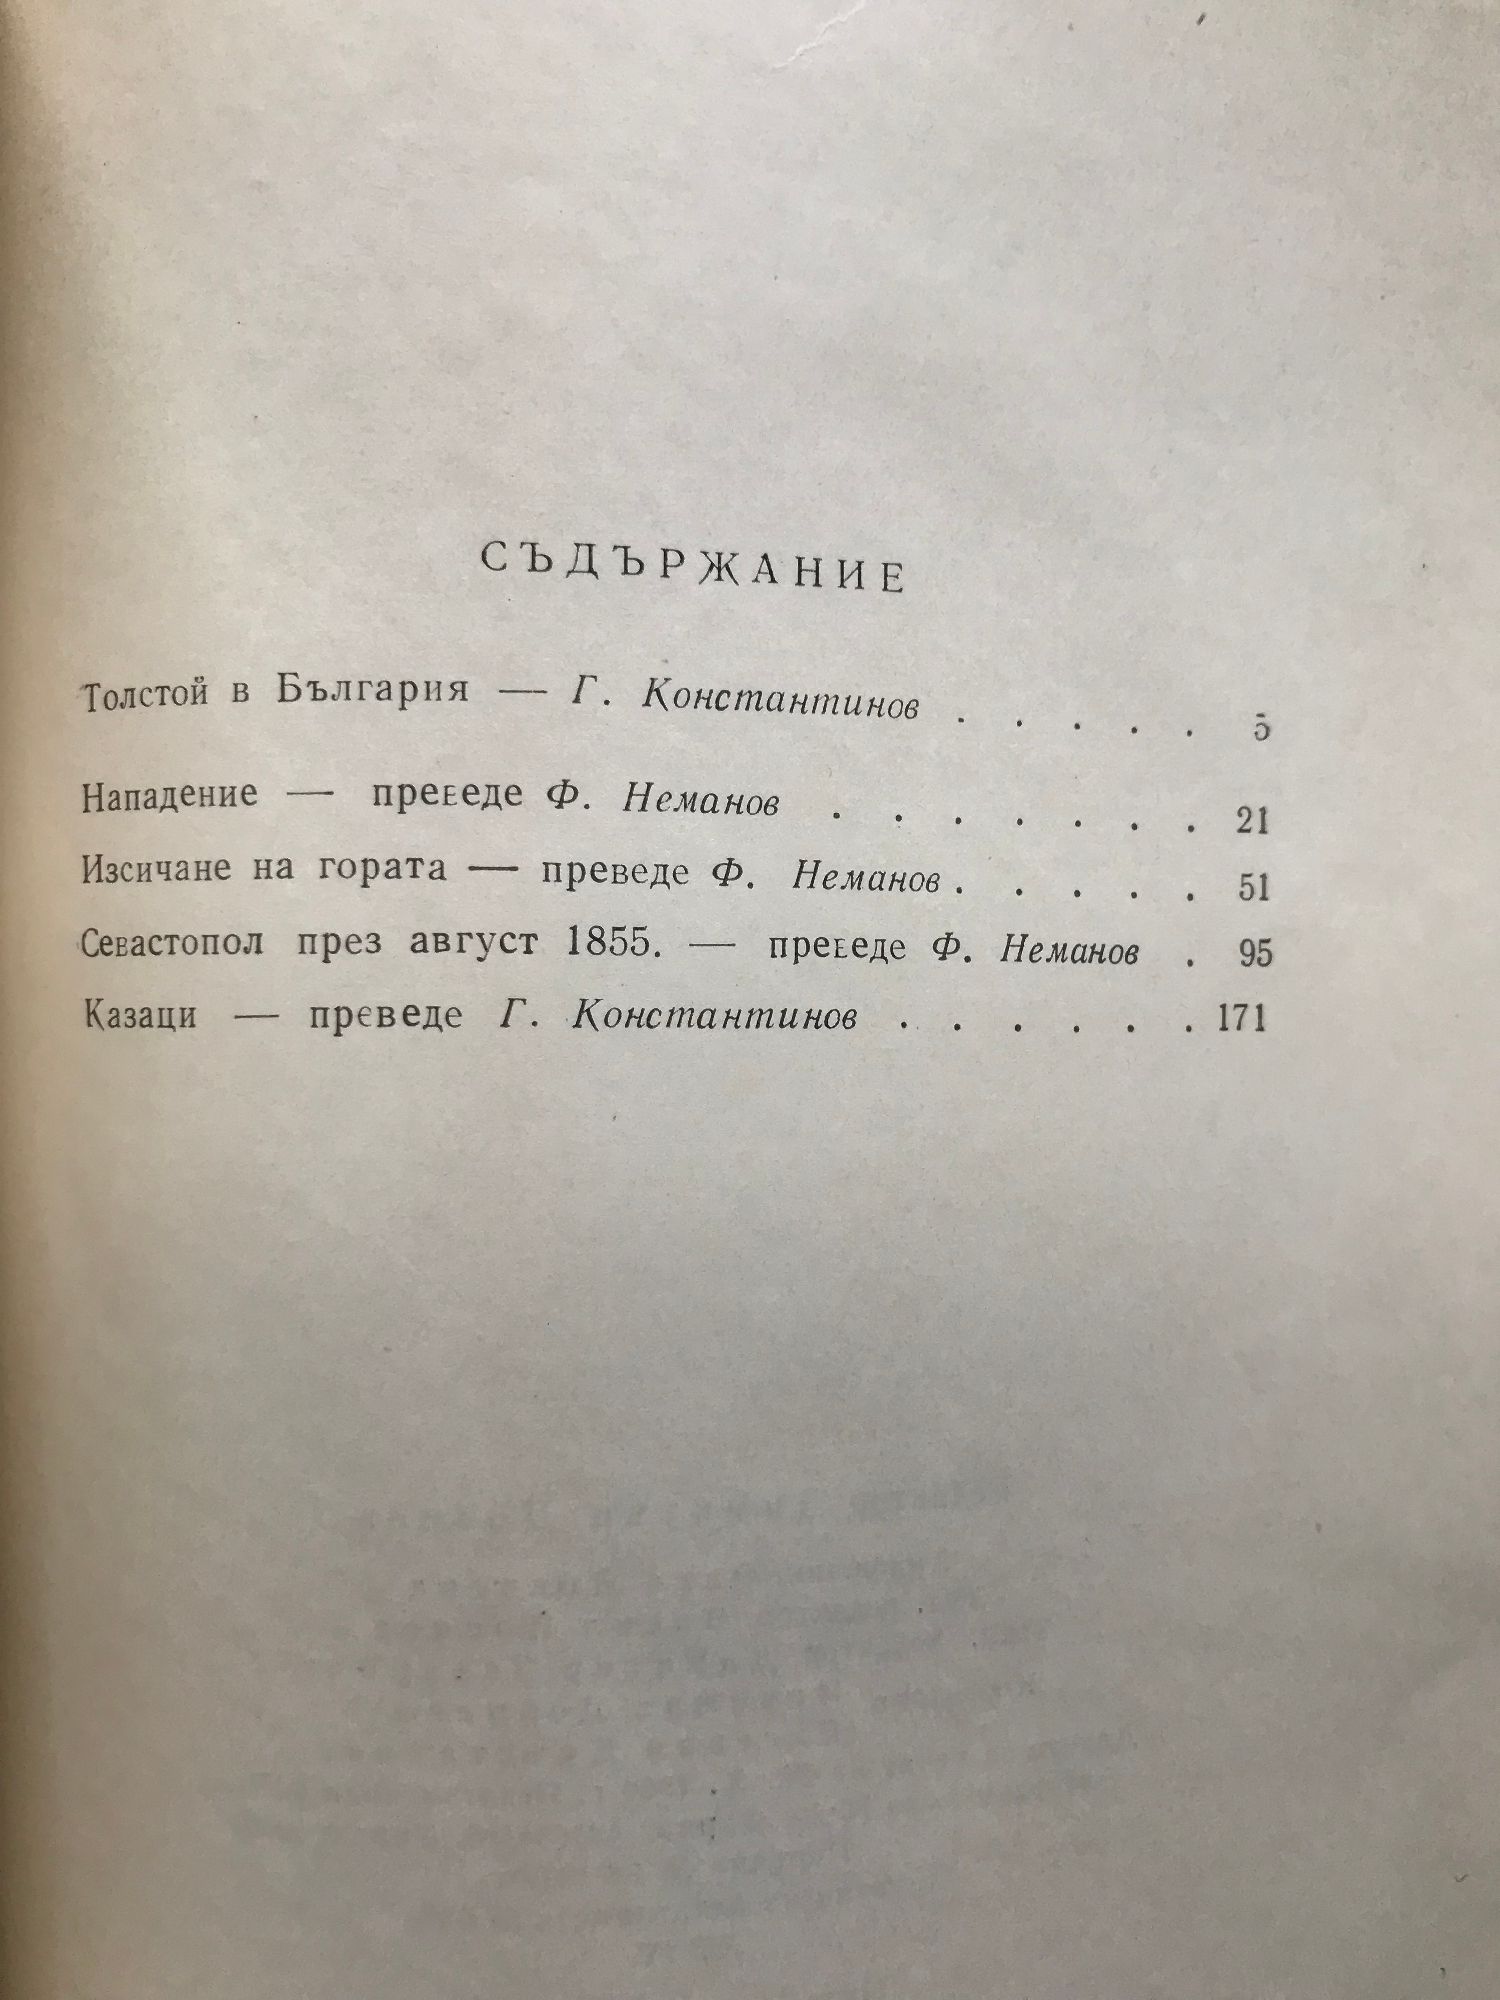 СЪДЪРЖАНИЕ
Толстой в България — Г. Константинов . . . . . 5
Нападение — преведе Ф. Неманов . . . . . . . 21
Изсичане на гората — преведе Ф. Неманов . . . . . 51
Севастопол през август 1855. — преведе Ф. Неманов . 95
Казаци — преведе Г. Константинов . . . . . . 171